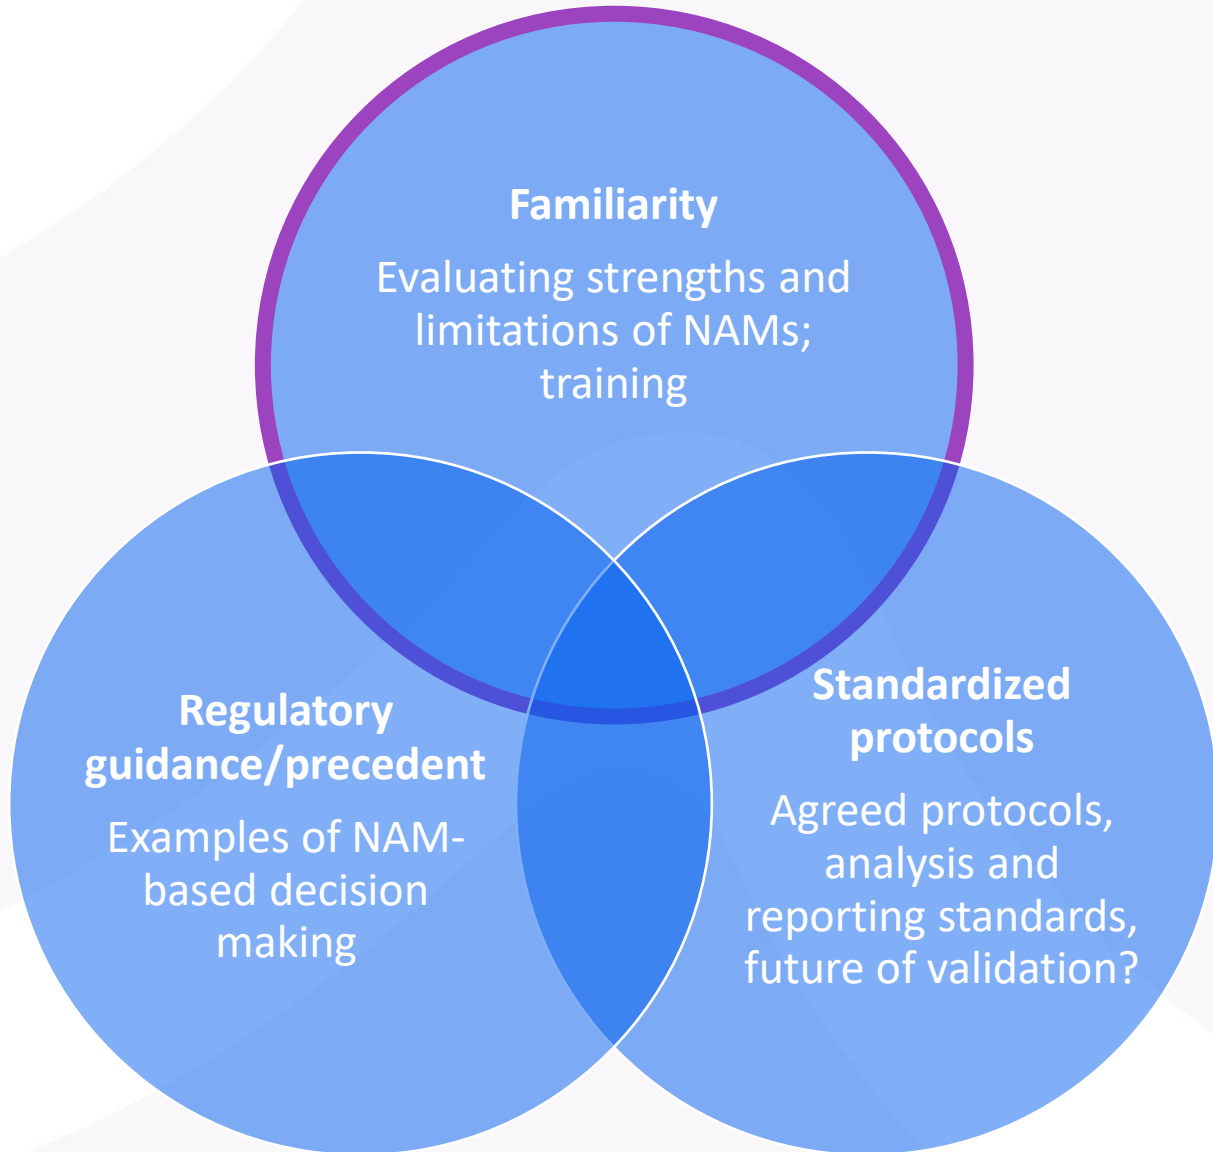 Familiarity
Evaluating strengths and
limitations of NAMs;
training
Regulatory
guidance/precedent
Examples of NAM-
based decision
making
Standardized
protocols
Agreed protocols,
analysis and
reporting standards,
future of validation?